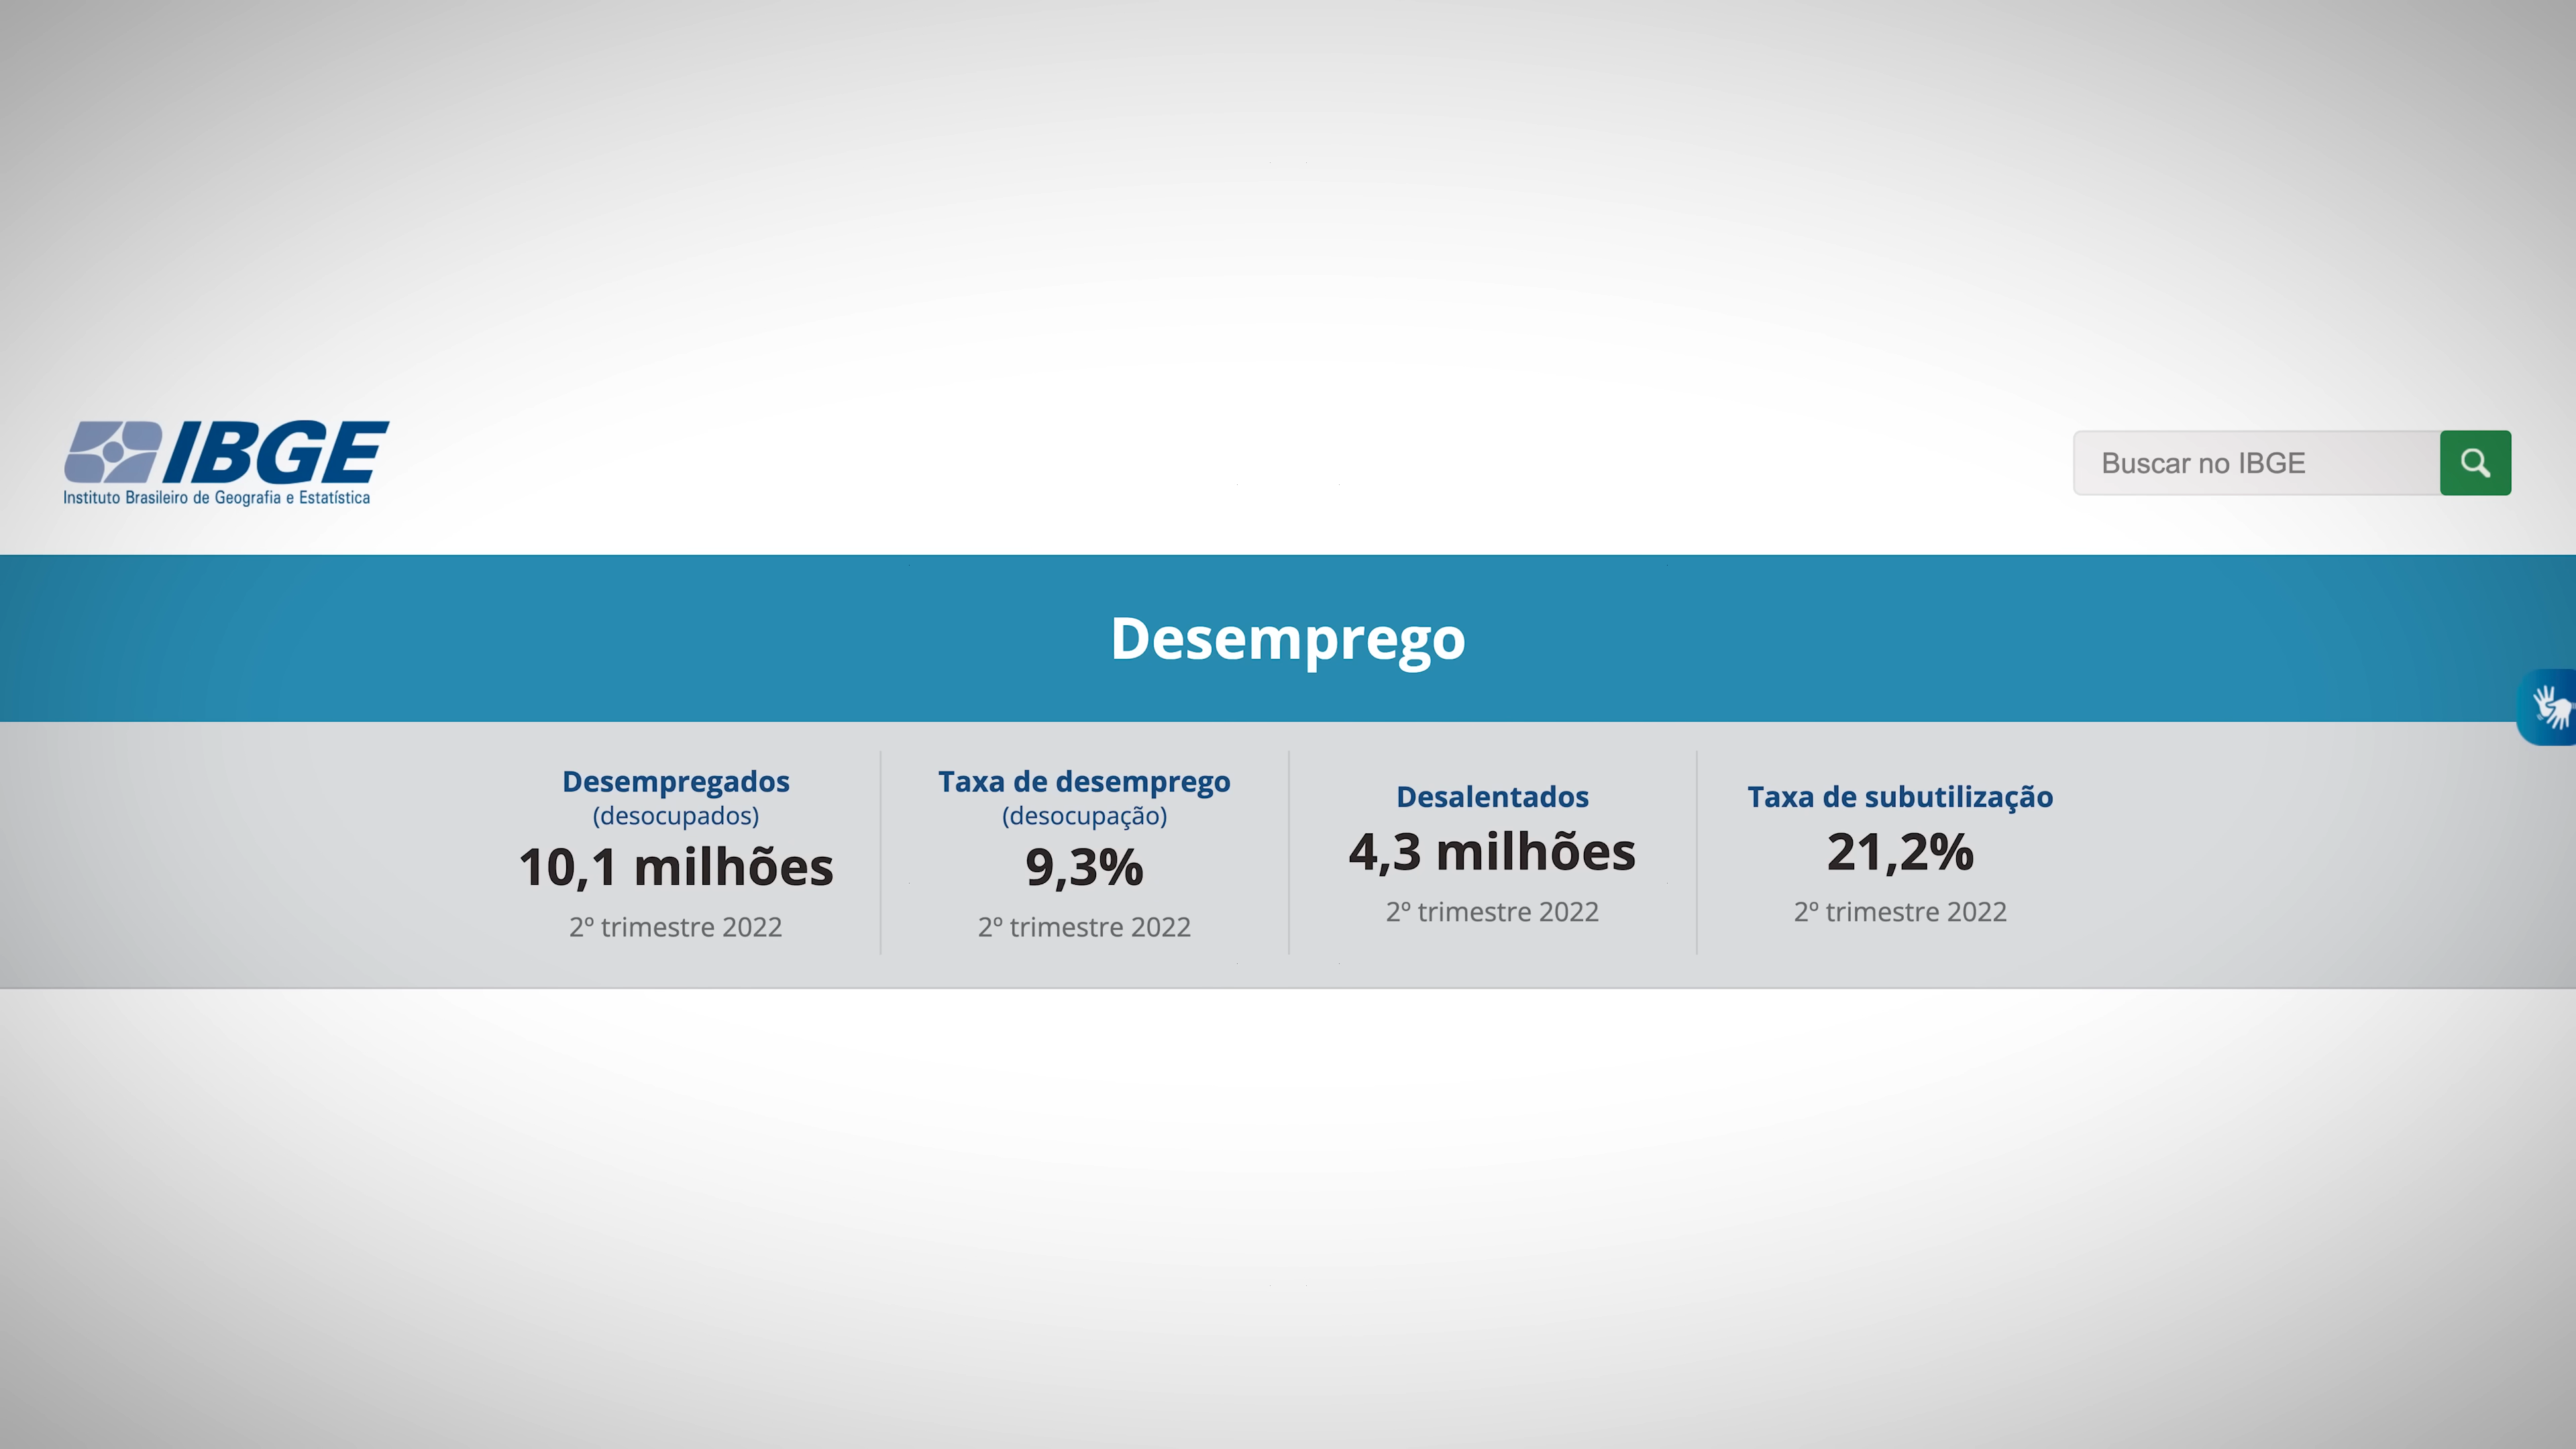 IBGE
Instituto Brasileiro de Geografia e Estatística
Buscar no IBGE
Desemprego
Desempregados
(desocupados)
10,1 milhões
2º trimestre 2022
Taxa de desemprego
(desocupação)
9,3%
2º trimestre 2022
Desalentados
4,3 milhões
2º trimestre 2022
Taxa de subutilização
21,2%
2º trimestre 2022